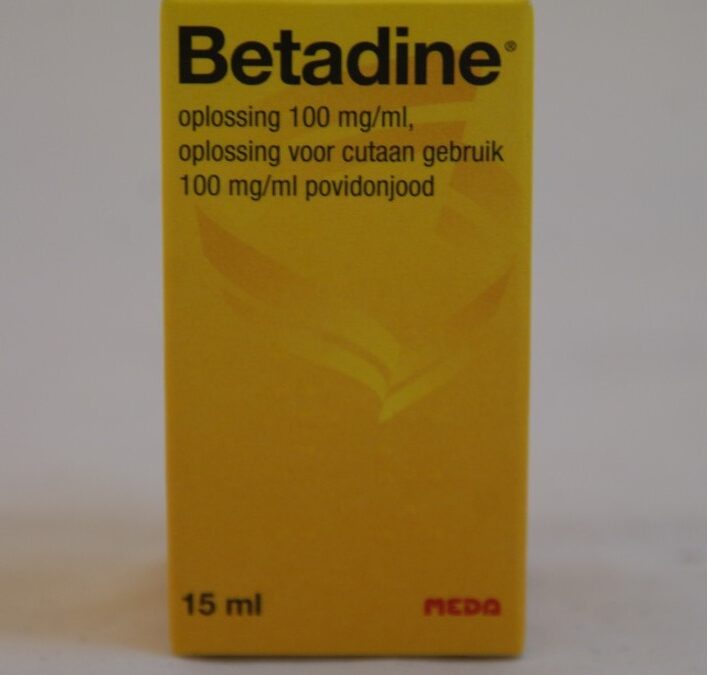 Betadine®
oplossing 100 mg/ml,
oplossing voor cutaan gebruik
100 mg/ml povidonjood
15 ml
MEDA